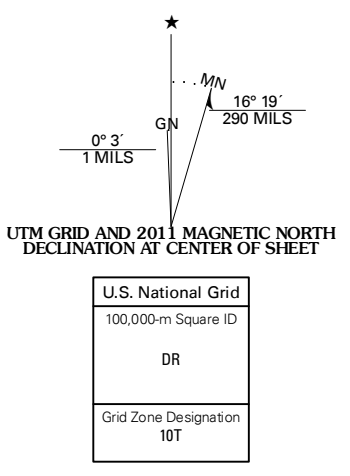 ★
MN
16° 19´
290 MILS
GN
0° 3´
1 MILS
UTM GRID AND 2011 MAGNETIC NORTH
DECLINATION AT CENTER OF SHEET
U.S. National Grid
100,000-m Square ID
DR
Grid Zone Designation
10T